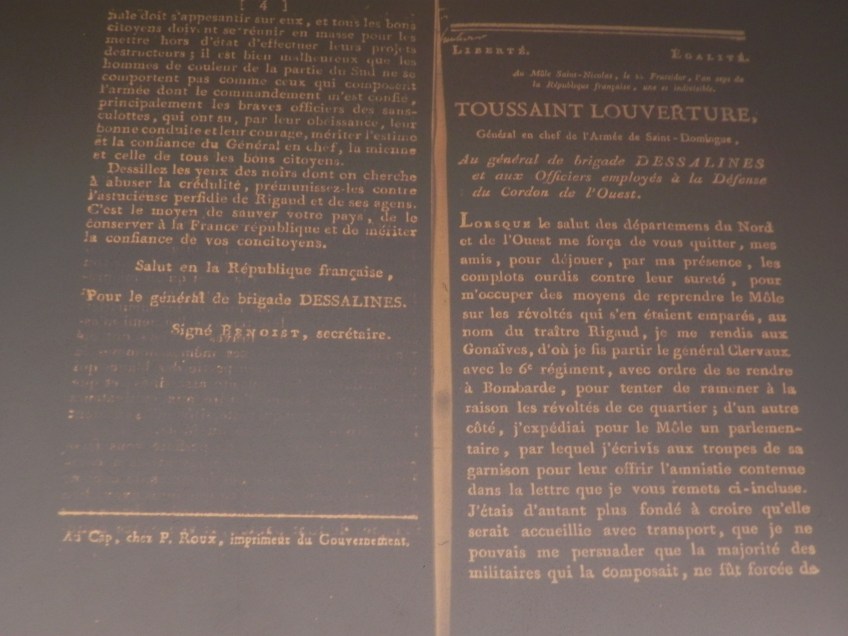 [ 4 ]
nale doit s'appesantir sur eux, et tous les bons
citoyens doivent se réunir en masse pour les
mettre hors d'état d'effectuer leurs projets
destructeurs ; il est bien malheureux que les
hommes de couleur de la partie du Sud ne se
comportent pas comme ceux qui composent
l'armée dont le commandement m'est confié,
principalement les braves officiers des sans-
culottes, qui ont su, par leur obeissance, leur
bonne conduite et leur courage, mériter l'estime
et la confiance du Général en chef, la mienne
et celle de tous les bons citoyens.
Dessillez les yeux des noirs dont on cherche
à abuser la crédulité, prémunissez-les contre
l'astucieuse perfidie de Rigaud et de ses agens.
C'est le moyen de sauver votre pays, de le
conserver à la France république et de mériter
la confiance de vos concitoyens.
Salut en la République française,
Pour le général de brigade DESSALINES.
Signé BENOIST, secrétaire.
Au Cap, chez P. Roux, imprimeur du Gouvernement.
LIBERTÉ. ÉGALITÉ.
Au Môle Saint-Nicolas, le Fructidor, l'an sept de
la République française, une et indivisible.
TOUSSAINT LOUVERTURE,
Général en chef de l'Armée de Saint-Domingue,
Au général de brigade DESSALINES
et aux Officiers employés à la Défense
du Cordon de l'Ouest.
LORSQUE le salut des départemens du Nord
et de l'Ouest me força de vous quitter, mes
amis, pour déjouer, par ma présence, les
complots ourdis contre leur sureté, pour
m'occuper des moyens de reprendre le Môle
sur les révoltés qui s'en étaient emparés, au
nom du traître Rigaud, je me rendis aux
Gonaïves, d'où je fis partir le général Clervaux
avec le 6e régiment, avec ordre de se rendre
à Bombarde, pour tenter de ramener à la
raison les révoltés de ce quartier ; d'un autre
côté, j'expédiai pour le Môle un parlemen-
taire, par lequel j'écrivis aux troupes de sa
garnison pour leur offrir l'amnistie contenue
dans la lettre que je vous remets ci-incluse.
J'étais d'autant plus fondé à croire qu'elle
serait accueillie avec transport, que je ne
pouvais me persuader que la majorité des
militaires qui la composait, ne fût forcée de